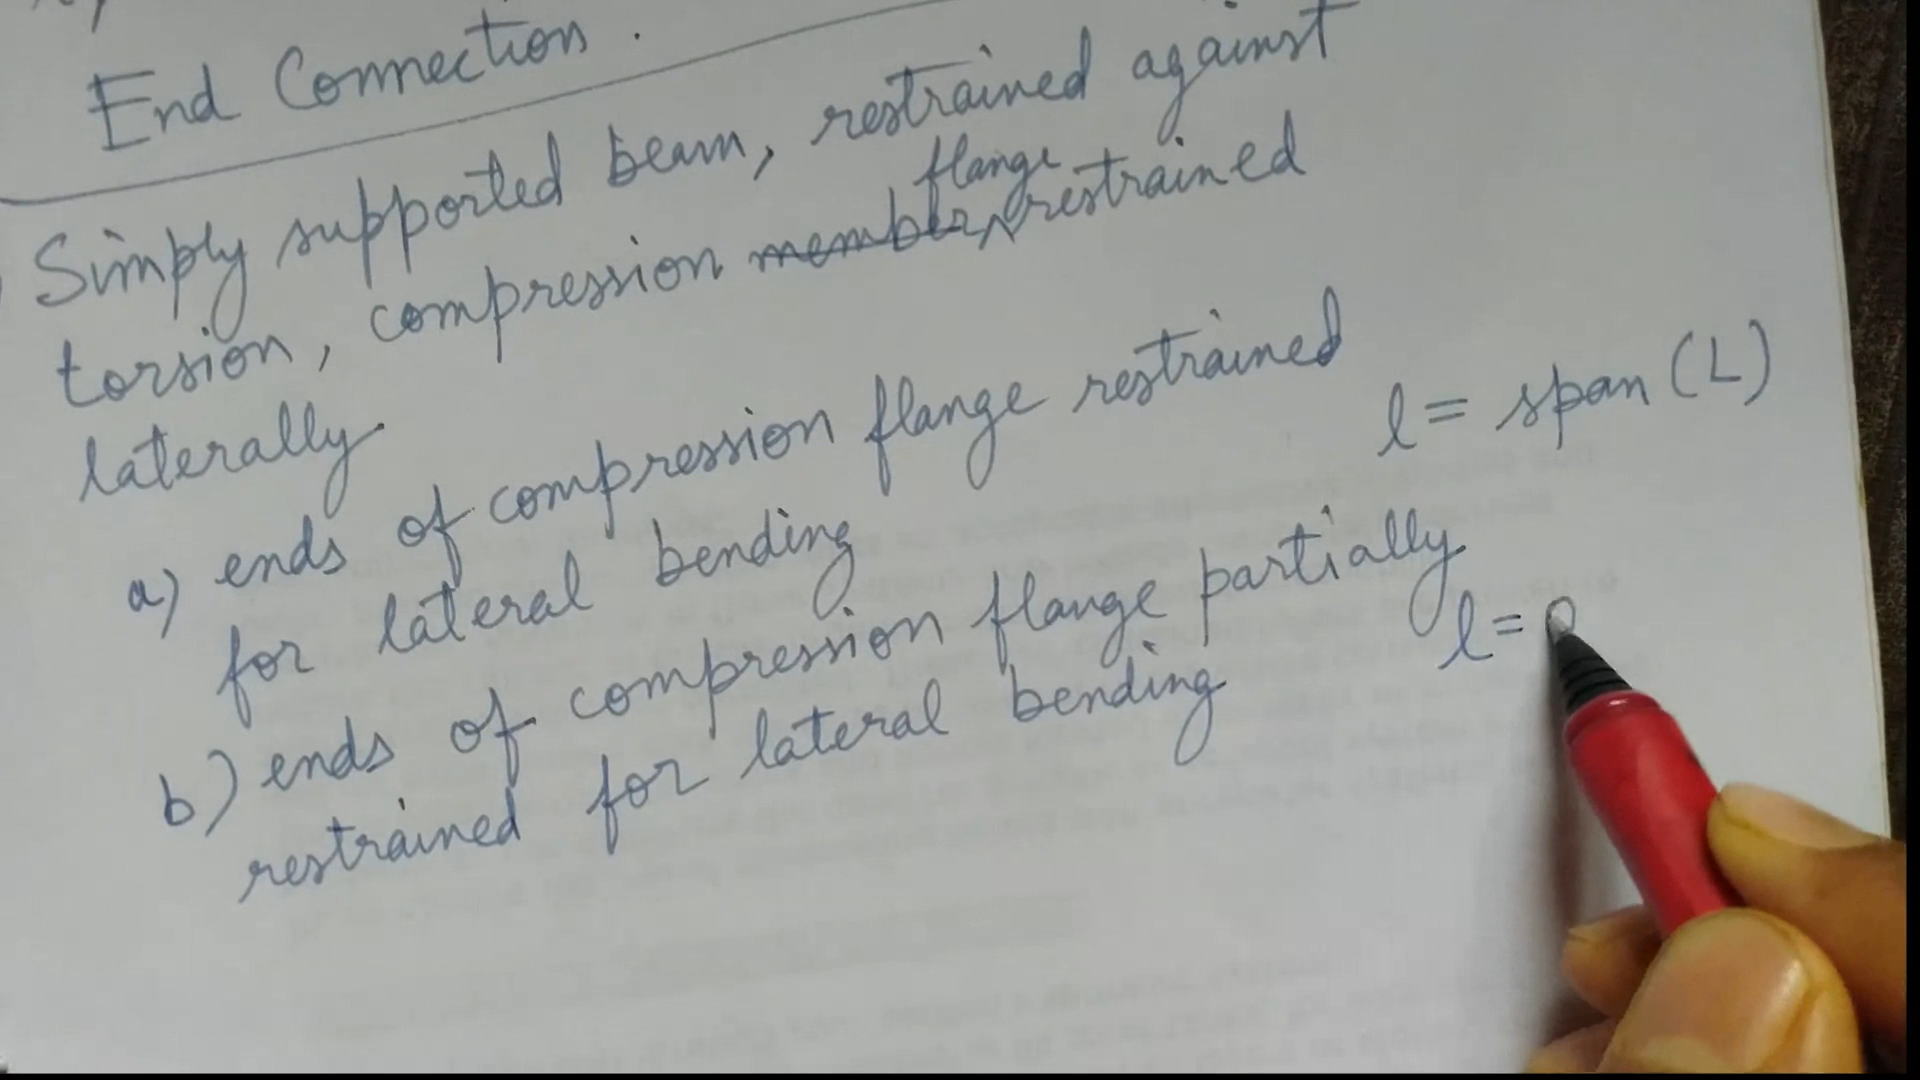 End Connection.
Simply supported beam, restrained against
torsion, compression member, flange restrained
laterally.
a) ends of compression flange restrained
for lateral bending
l = span (L)
b) ends of compression flange partially
restrained for lateral bending
l = 0